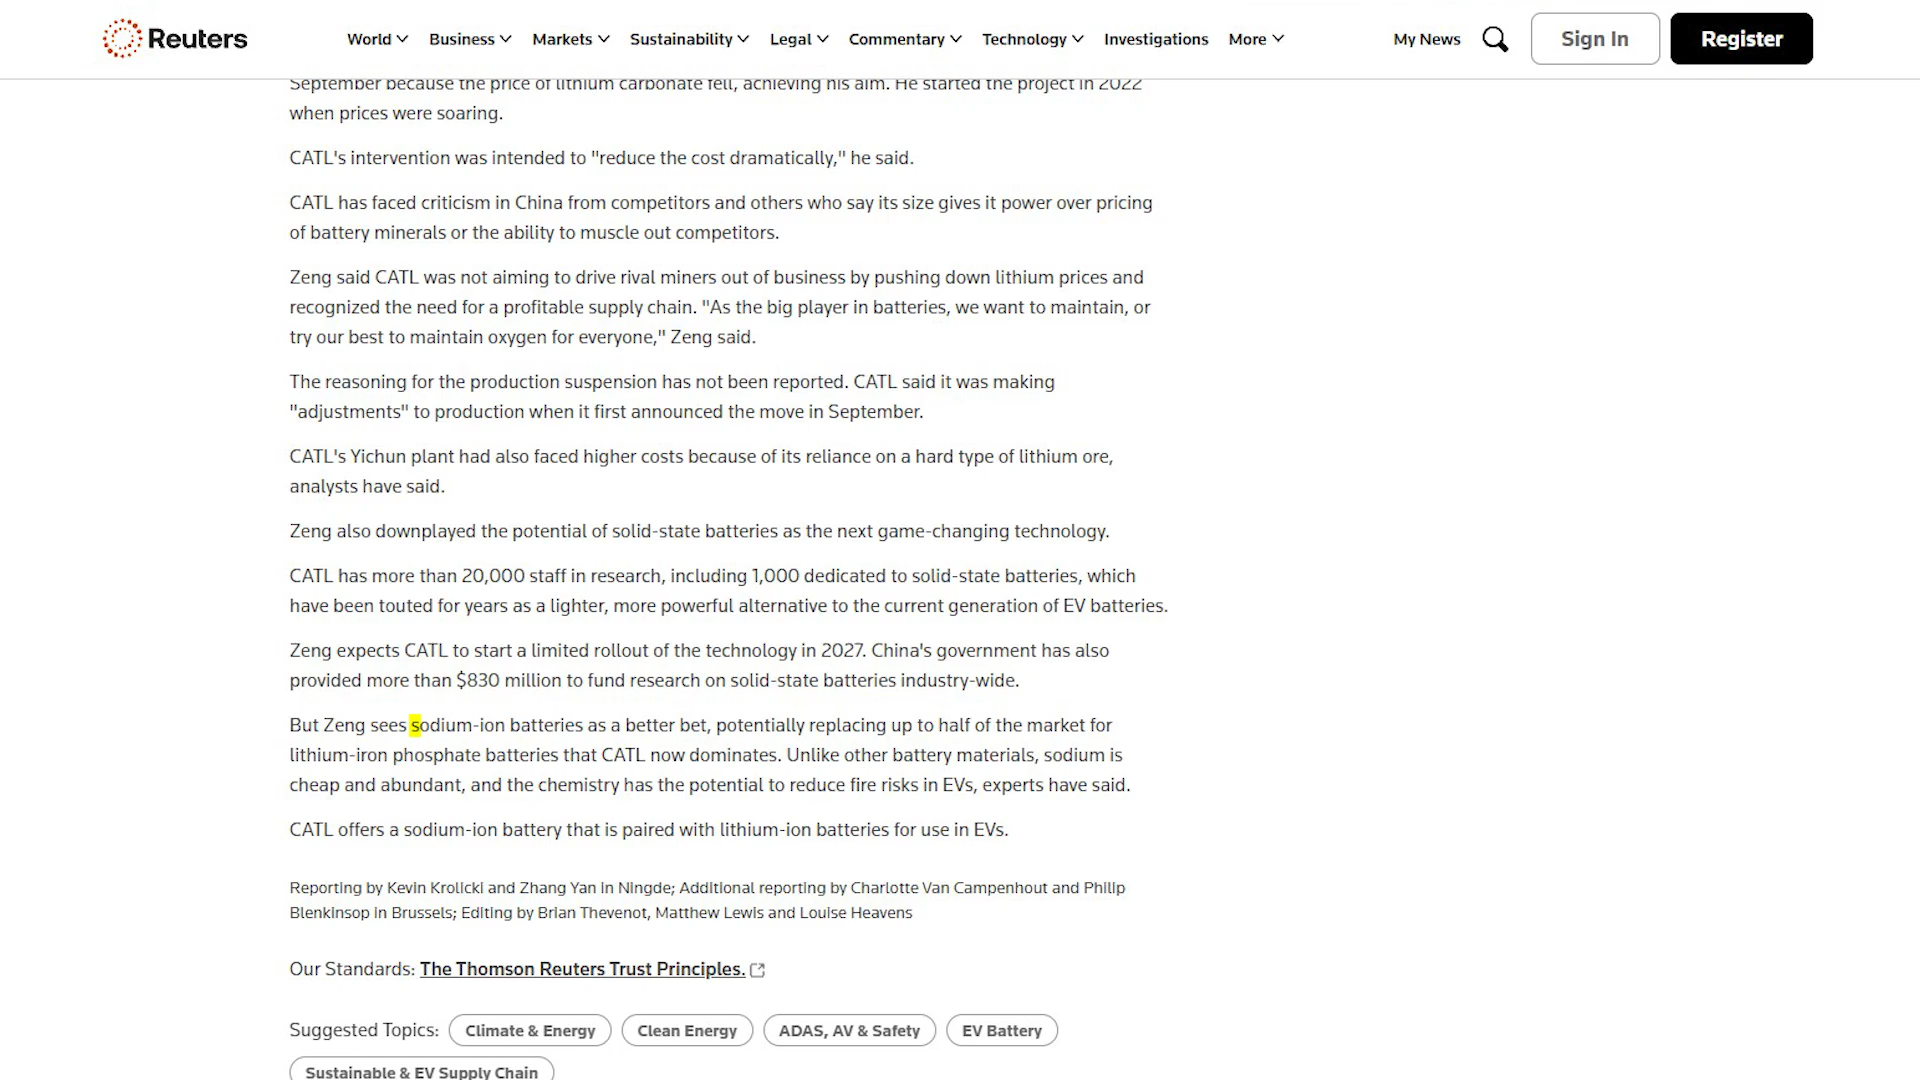 Reuters
World Business Markets Sustainability Legal Commentary Technology Investigations More My News Sign In Register
September because the price of lithium carbonate fell, achieving his aim. He started the project in 2022
when prices were soaring.
CATL's intervention was intended to "reduce the cost dramatically," he said.
CATL has faced criticism in China from competitors and others who say its size gives it power over pricing
of battery minerals or the ability to muscle out competitors.
Zeng said CATL was not aiming to drive rival miners out of business by pushing down lithium prices and
recognized the need for a profitable supply chain. "As the big player in batteries, we want to maintain, or
try our best to maintain oxygen for everyone," Zeng said.
The reasoning for the production suspension has not been reported. CATL said it was making
"adjustments" to production when it first announced the move in September.
CATL's Yichun plant had also faced higher costs because of its reliance on a hard type of lithium ore,
analysts have said.
Zeng also downplayed the potential of solid-state batteries as the next game-changing technology.
CATL has more than 20,000 staff in research, including 1,000 dedicated to solid-state batteries, which
have been touted for years as a lighter, more powerful alternative to the current generation of EV batteries.
Zeng expects CATL to start a limited rollout of the technology in 2027. China's government has also
provided more than $830 million to fund research on solid-state batteries industry-wide.
But Zeng sees sodium-ion batteries as a better bet, potentially replacing up to half of the market for
lithium-iron phosphate batteries that CATL now dominates. Unlike other battery materials, sodium is
cheap and abundant, and the chemistry has the potential to reduce fire risks in EVs, experts have said.
CATL offers a sodium-ion battery that is paired with lithium-ion batteries for use in EVs.
Reporting by Kevin Krolicki and Zhang Yan in Ningde; Additional reporting by Charlotte Van Campenhout and Philip
Blenkinsop in Brussels; Editing by Brian Thevenot, Matthew Lewis and Louise Heavens
Our Standards: The Thomson Reuters Trust Principles.
Suggested Topics: Climate & Energy Clean Energy ADAS, AV & Safety EV Battery
Sustainable & EV Supply Chain